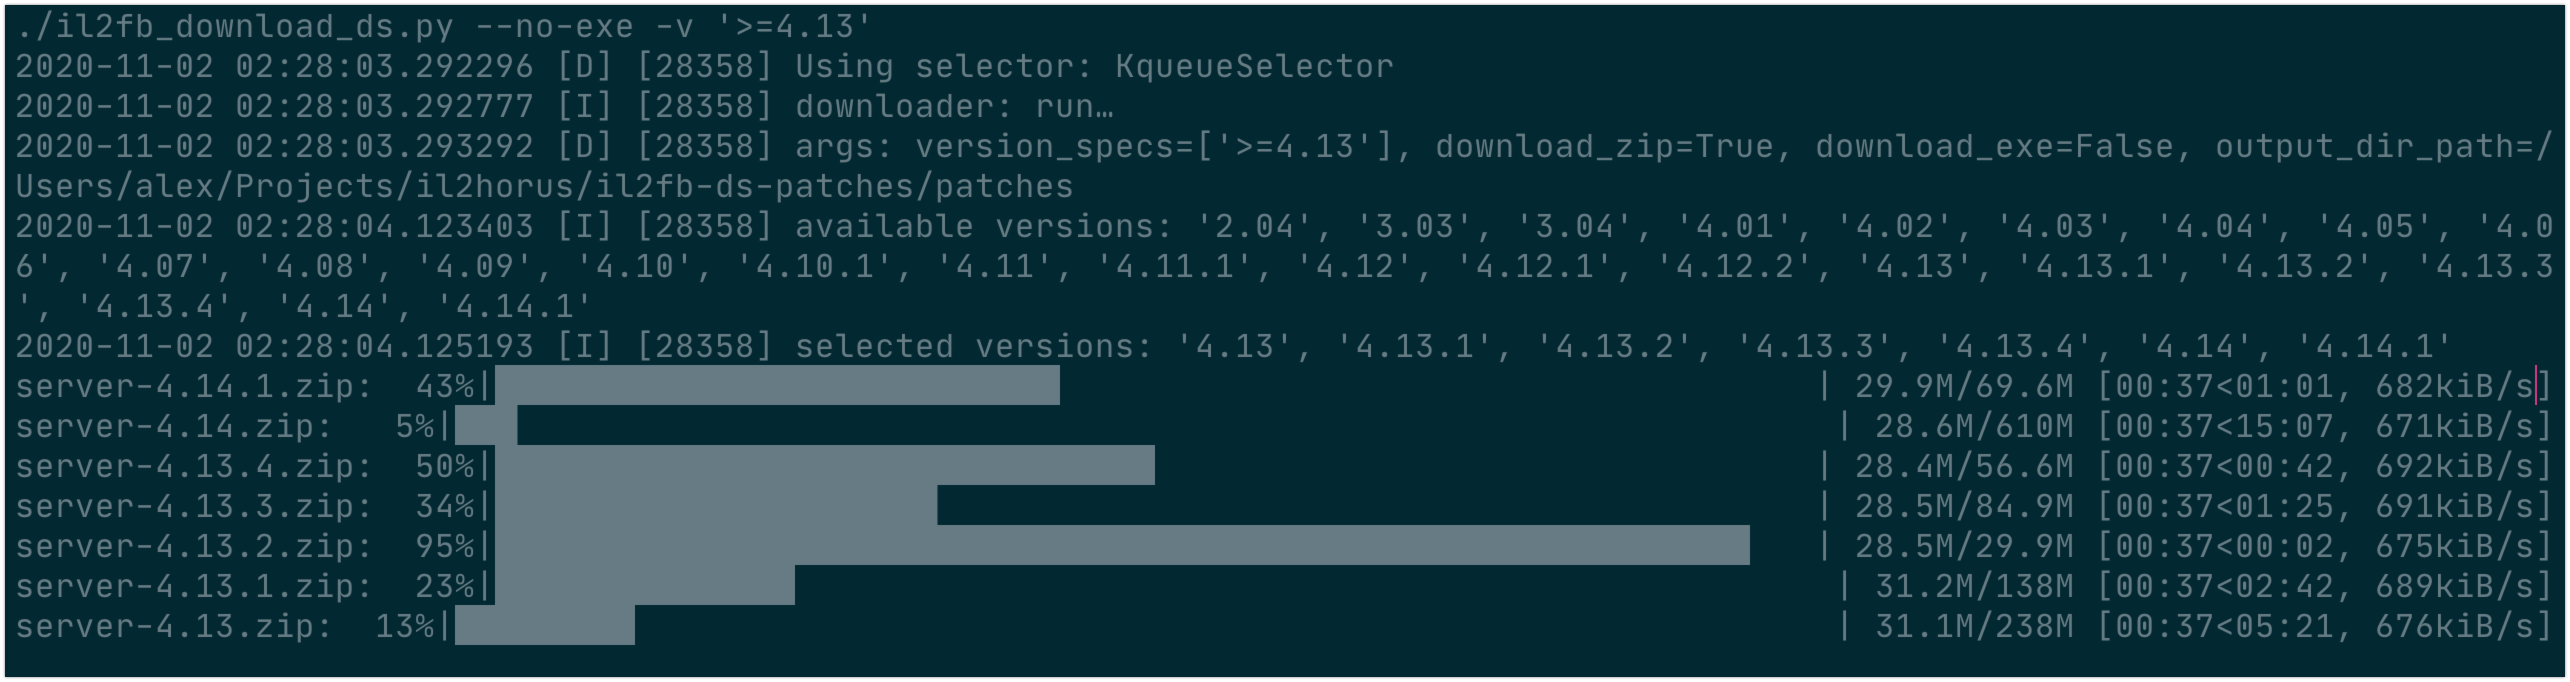 ./il2fb_download_ds.py --no-exe -v '>=4.13'
2020-11-02 02:28:03.292296 [D] [28358] Using selector: KqueueSelector
2020-11-02 02:28:03.292777 [I] [28358] downloader: run…
2020-11-02 02:28:03.293292 [D] [28358] args: version_specs=['>=4.13'], download_zip=True, download_exe=False, output_dir_path=/
Users/alex/Projects/il2horus/il2fb-ds-patches/patches
2020-11-02 02:28:04.123403 [I] [28358] available versions: '2.04', '3.03', '3.04', '4.01', '4.02', '4.03', '4.04', '4.05', '4.0
6', '4.07', '4.08', '4.09', '4.10', '4.10.1', '4.11', '4.11.1', '4.12', '4.12.1', '4.12.2', '4.13', '4.13.1', '4.13.2', '4.13.3
', '4.13.4', '4.14', '4.14.1'
2020-11-02 02:28:04.125193 [I] [28358] selected versions: '4.13', '4.13.1', '4.13.2', '4.13.3', '4.13.4', '4.14', '4.14.1'
server-4.14.1.zip:  43%| | 29.9M/69.6M [00:37<01:01, 682kiB/s]
server-4.14.zip:   5%| | 28.6M/610M [00:37<15:07, 671kiB/s]
server-4.13.4.zip:  50%| | 28.4M/56.6M [00:37<00:42, 692kiB/s]
server-4.13.3.zip:  34%| | 28.5M/84.9M [00:37<01:25, 691kiB/s]
server-4.13.2.zip:  95%| | 28.5M/29.9M [00:37<00:02, 675kiB/s]
server-4.13.1.zip:  23%| | 31.2M/138M [00:37<02:42, 689kiB/s]
server-4.13.zip:  13%| | 31.1M/238M [00:37<05:21, 676kiB/s]